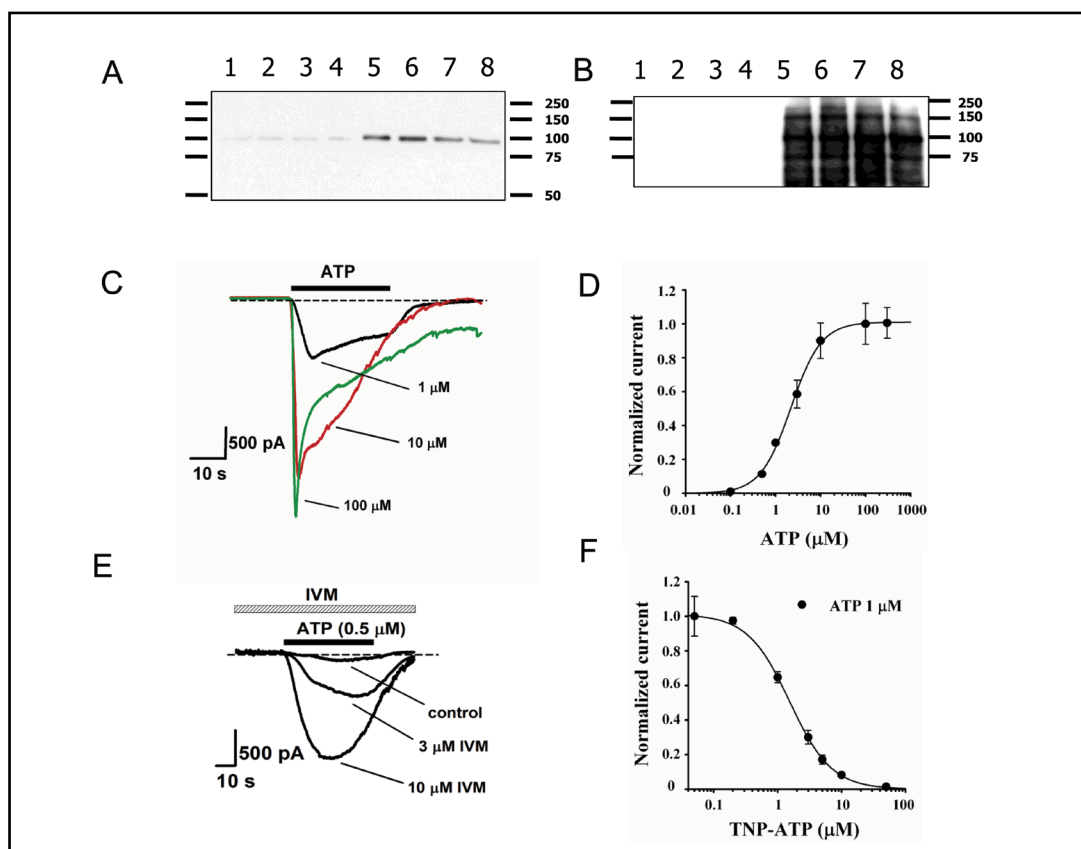 A
1 2 3 4 5 6 7 8
250
150
100
75
50
B
1 2 3 4 5 6 7 8
250
150
100
75
C
ATP
1 μM
10 μM
100 μM
500 pA
10 s
D
Normalized current
1.2
1.0
0.8
0.6
0.4
0.2
0
0.01 0.1 1 10 100 1000
ATP (μM)
E
IVM
ATP (0.5 μM)
control
3 μM IVM
10 μM IVM
500 pA
10 s
F
Normalized current
1.2
1.0
0.8
0.6
0.4
0.2
0.0
ATP 1 μM
0.1 1 10 100
TNP-ATP (μM)